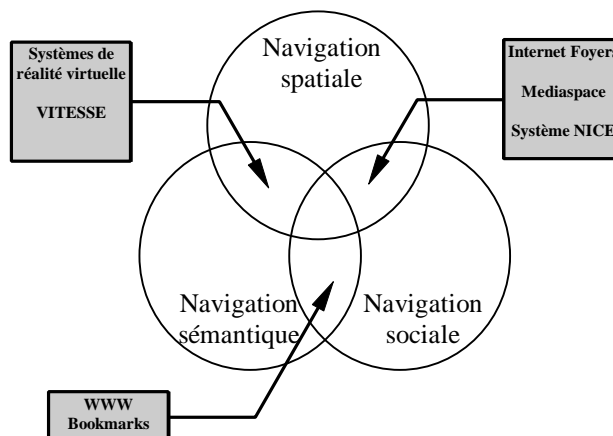 Systèmes de
réalité virtuelle
VITESSE
Navigation
spatiale
Internet Foyers
Mediaspace
Système NICE
Navigation
sémantique
Navigation
sociale
WWW
Bookmarks